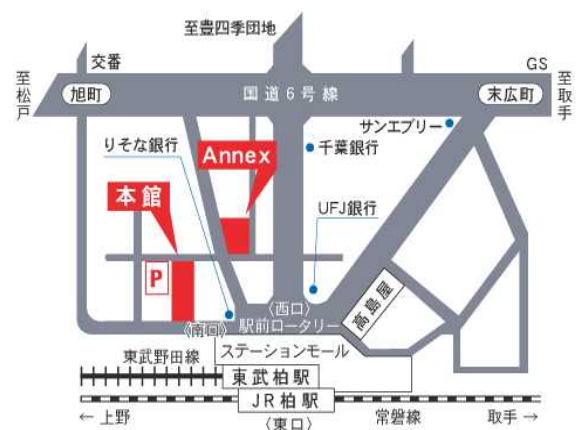 至豊四季団地
交番
GS
至松戸
旭町
国道6号線
末広町
至取手
サンエブリー
りそな銀行
Annex
千葉銀行
本館
UFJ銀行
P
高島屋
〈西口〉
〈南口〉
駅前ロータリー
ステーションモール
東武野田線
東武柏駅
JR柏駅
← 上野
〈東口〉
常磐線
取手 →